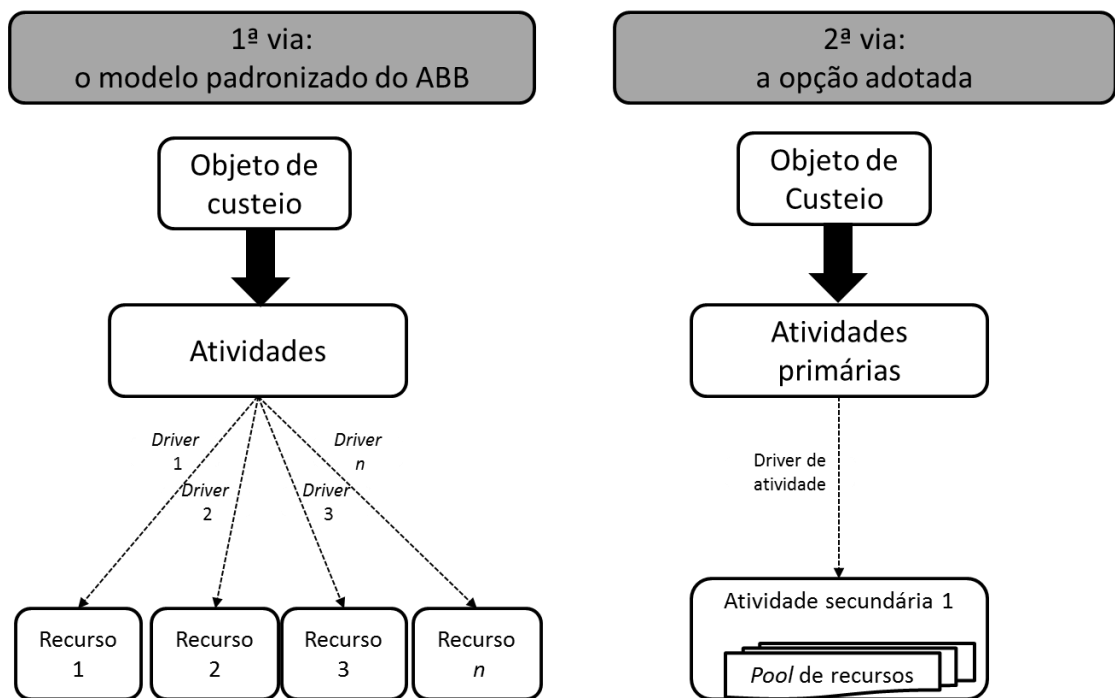 1ª via:
o modelo padronizado do ABB
Objeto de
custeio
Atividades
Driver
1
Driver
2
Driver
3
Driver
n
Recurso
1
Recurso
2
Recurso
3
Recurso
n
2ª via:
a opção adotada
Objeto de
Custeio
Atividades
primárias
Driver de
atividade
Atividade secundária 1
Pool de recursos